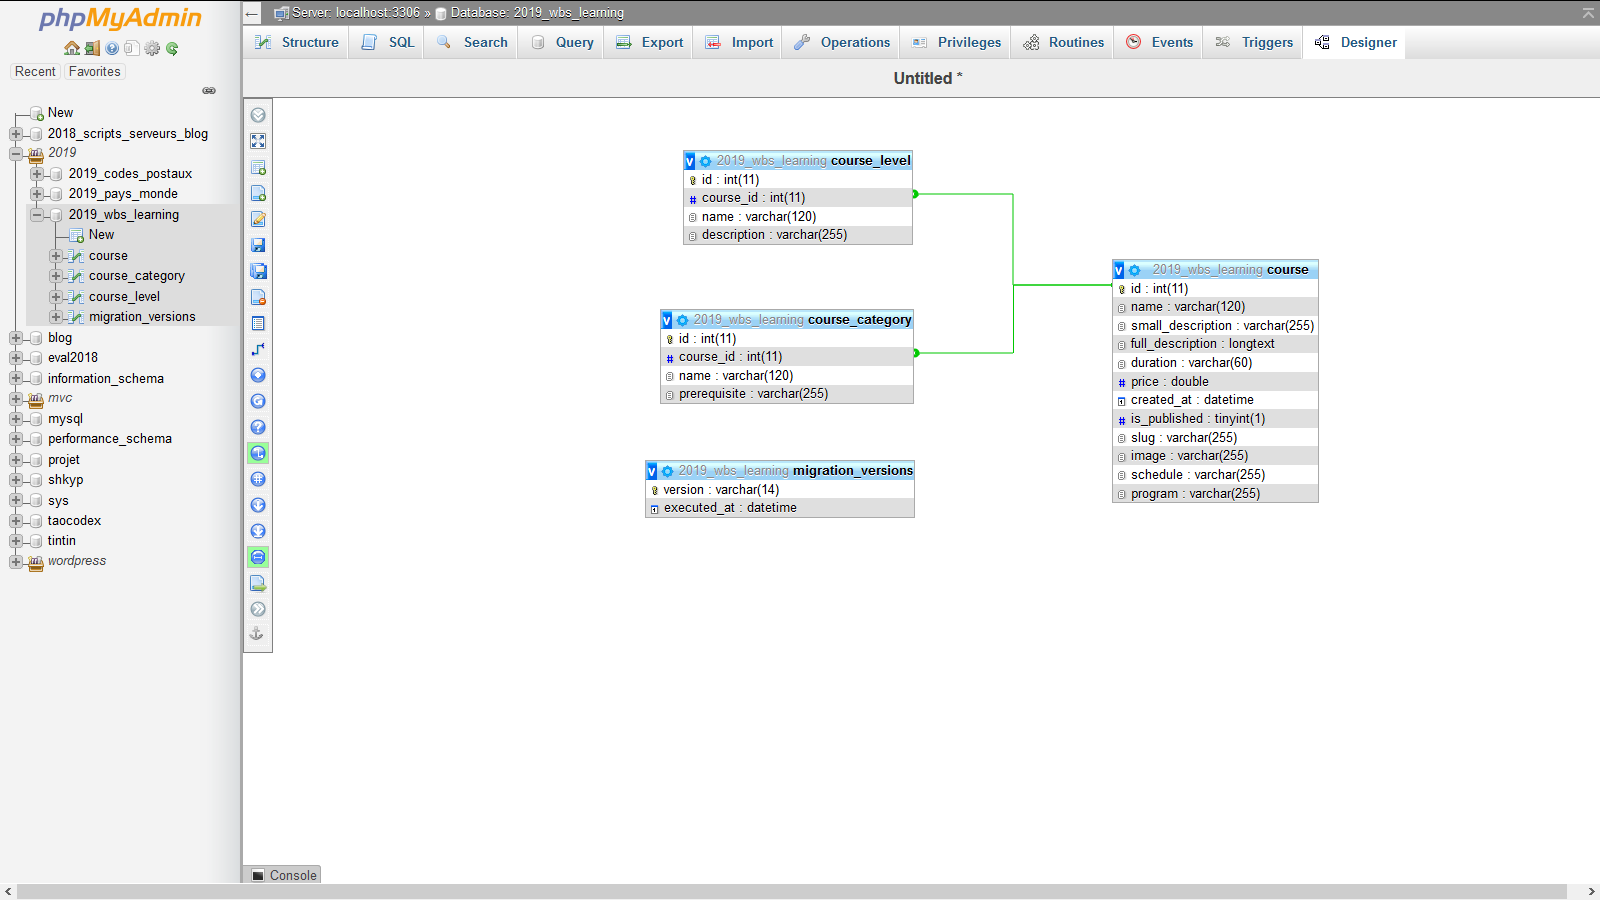 phpMyAdmin
Recent Favorites
New
2018_scripts_serveurs_blog
2019
2019_codes_postaux
2019_pays_monde
2019_wbs_learning
New
course
course_category
course_level
migration_versions
blog
eval2018
information_schema
mvc
mysql
performance_schema
projet
shkyp
sys
taocodex
tintin
wordpress
Server: localhost:3306 » Database: 2019_wbs_learning
Structure SQL Search Query Export Import Operations Privileges Routines Events Triggers Designer
Untitled *
2019_wbs_learning course_level
id : int(11)
course_id : int(11)
name : varchar(120)
description : varchar(255)
2019_wbs_learning course_category
id : int(11)
course_id : int(11)
name : varchar(120)
prerequisite : varchar(255)
2019_wbs_learning migration_versions
version : varchar(14)
executed_at : datetime
2019_wbs_learning course
id : int(11)
name : varchar(120)
small_description : varchar(255)
full_description : longtext
duration : varchar(60)
price : double
created_at : datetime
is_published : tinyint(1)
slug : varchar(255)
image : varchar(255)
schedule : varchar(255)
program : varchar(255)
Console